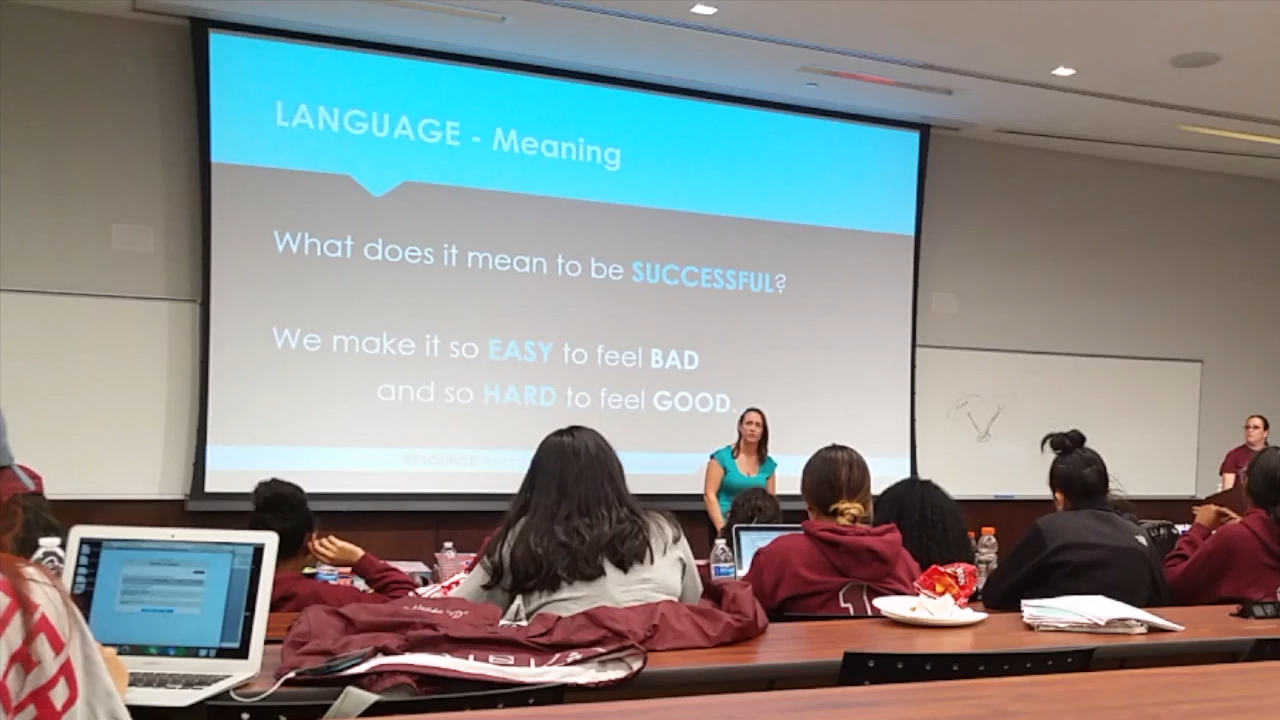 LANGUAGE - Meaning
What does it mean to be SUCCESSFUL?
We make it so EASY to feel BAD
and so HARD to feel GOOD.